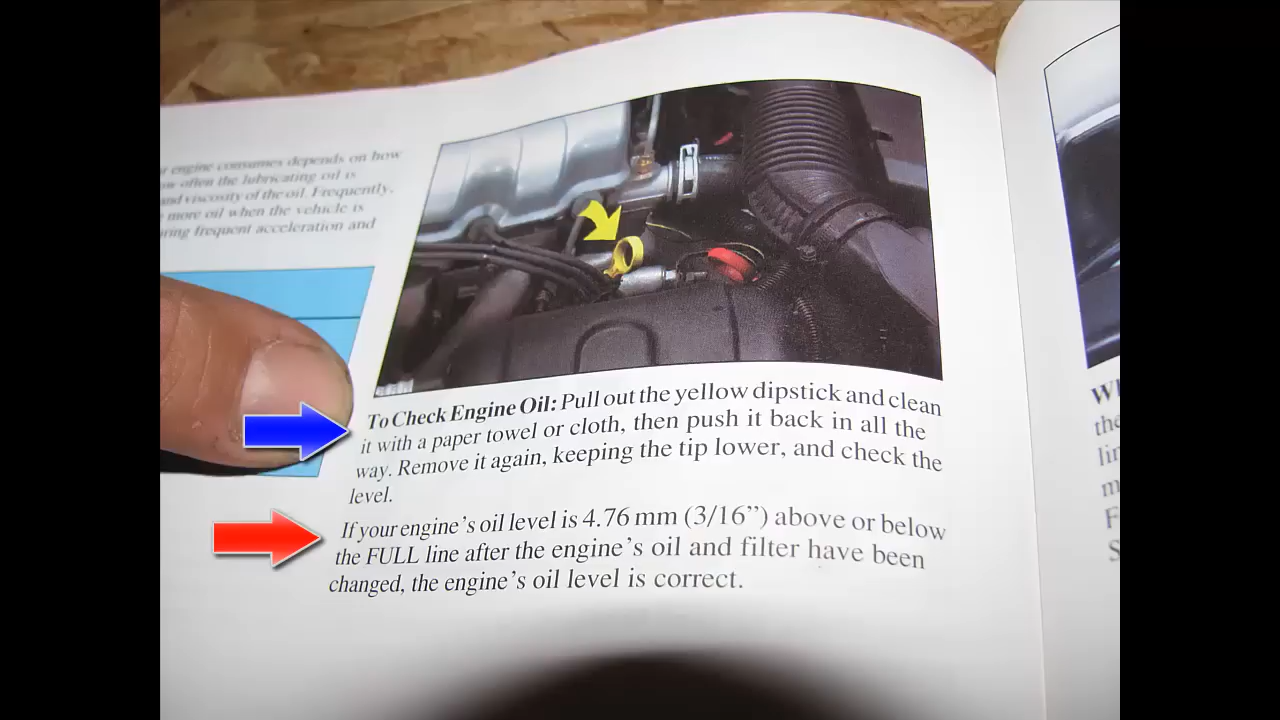 engine consumes depends on how
often the lubricating oil is
and viscosity of the oil. Frequently,
more oil when the vehicle is
frequent acceleration and
To Check Engine Oil: Pull out the yellow dipstick and clean
it with a paper towel or cloth, then push it back in all the
way. Remove it again, keeping the tip lower, and check the
level.
If your engine's oil level is 4.76 mm (3/16”) above or below
the FULL line after the engine's oil and filter have been
changed, the engine's oil level is correct.
the